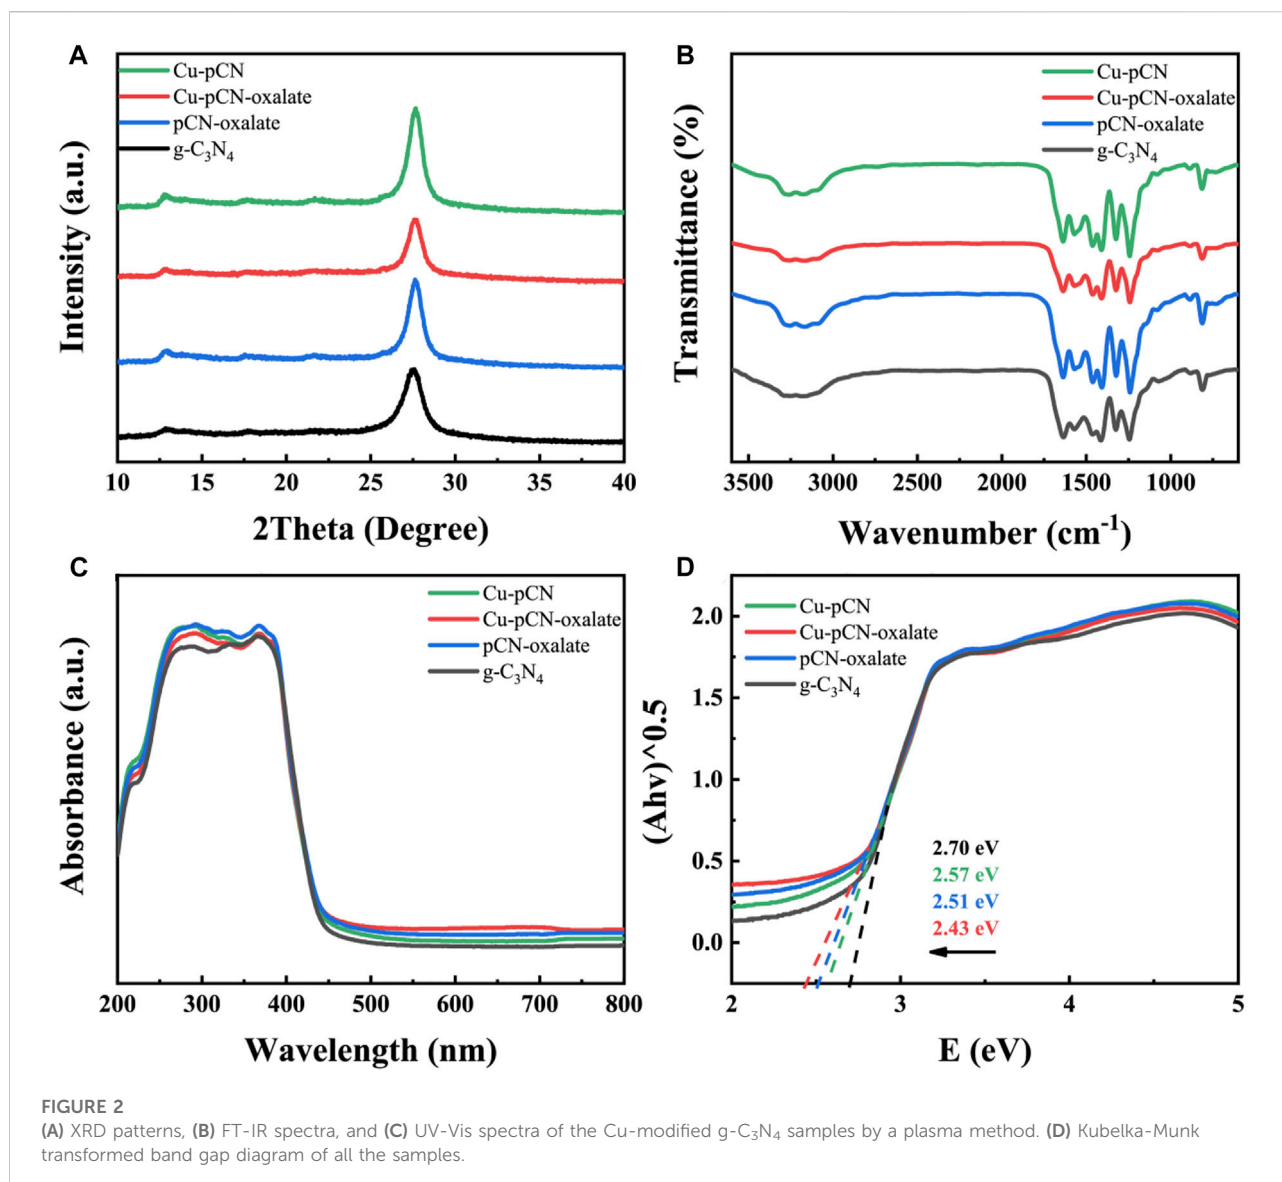 A
Cu-pCN
Cu-pCN-oxalate
pCN-oxalate
g-C₃N₄
Intensity (a.u.)
10 15 20 25 30 35 40
2Theta (Degree)
B
Cu-pCN
Cu-pCN-oxalate
pCN-oxalate
g-C₃N₄
Transmittance (%)
3500 3000 2500 2000 1500 1000
Wavenumber (cm⁻¹)
C
Cu-pCN
Cu-pCN-oxalate
pCN-oxalate
g-C₃N₄
Absorbance (a.u.)
200 300 400 500 600 700 800
Wavelength (nm)
D
Cu-pCN
Cu-pCN-oxalate
pCN-oxalate
g-C₃N₄
(Ahv)^0.5
2.0
1.5
1.0
0.5
0.0
2.70 eV
2.57 eV
2.51 eV
2.43 eV
2 3 4 5
E (eV)
FIGURE 2
(A) XRD patterns, (B) FT-IR spectra, and (C) UV-Vis spectra of the Cu-modified g-C₃N₄ samples by a plasma method. (D) Kubelka-Munk
transformed band gap diagram of all the samples.